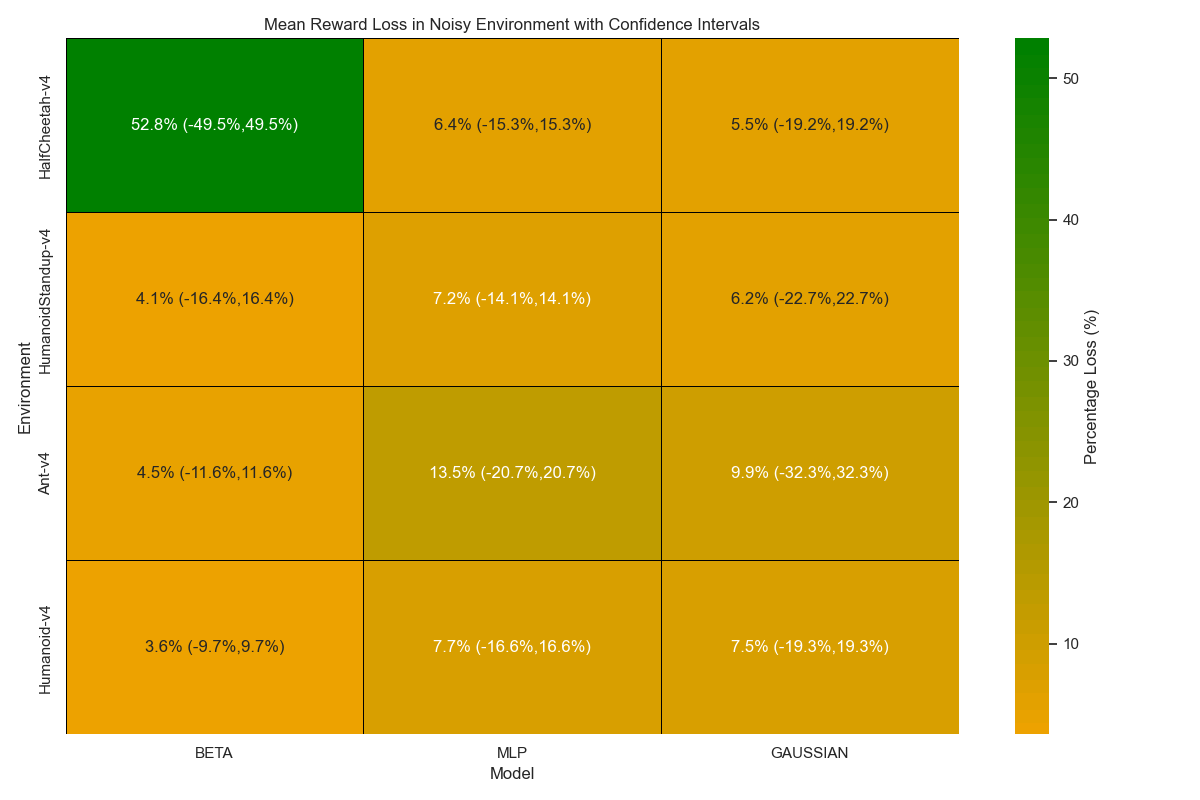 Mean Reward Loss in Noisy Environment with Confidence Intervals
Environment
HalfCheetah-v4
52.8% (-49.5%,49.5%)
6.4% (-15.3%,15.3%)
5.5% (-19.2%,19.2%)
HumanoidStandup-v4
4.1% (-16.4%,16.4%)
7.2% (-14.1%,14.1%)
6.2% (-22.7%,22.7%)
Ant-v4
4.5% (-11.6%,11.6%)
13.5% (-20.7%,20.7%)
9.9% (-32.3%,32.3%)
Humanoid-v4
3.6% (-9.7%,9.7%)
7.7% (-16.6%,16.6%)
7.5% (-19.3%,19.3%)
BETA
MLP
GAUSSIAN
Model
50
40
30
20
10
Percentage Loss (%)